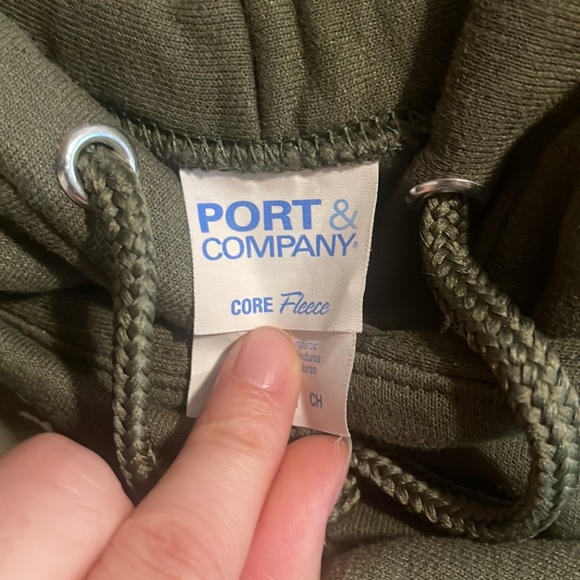 PORT &
COMPANY®
CORE Fleece
CH